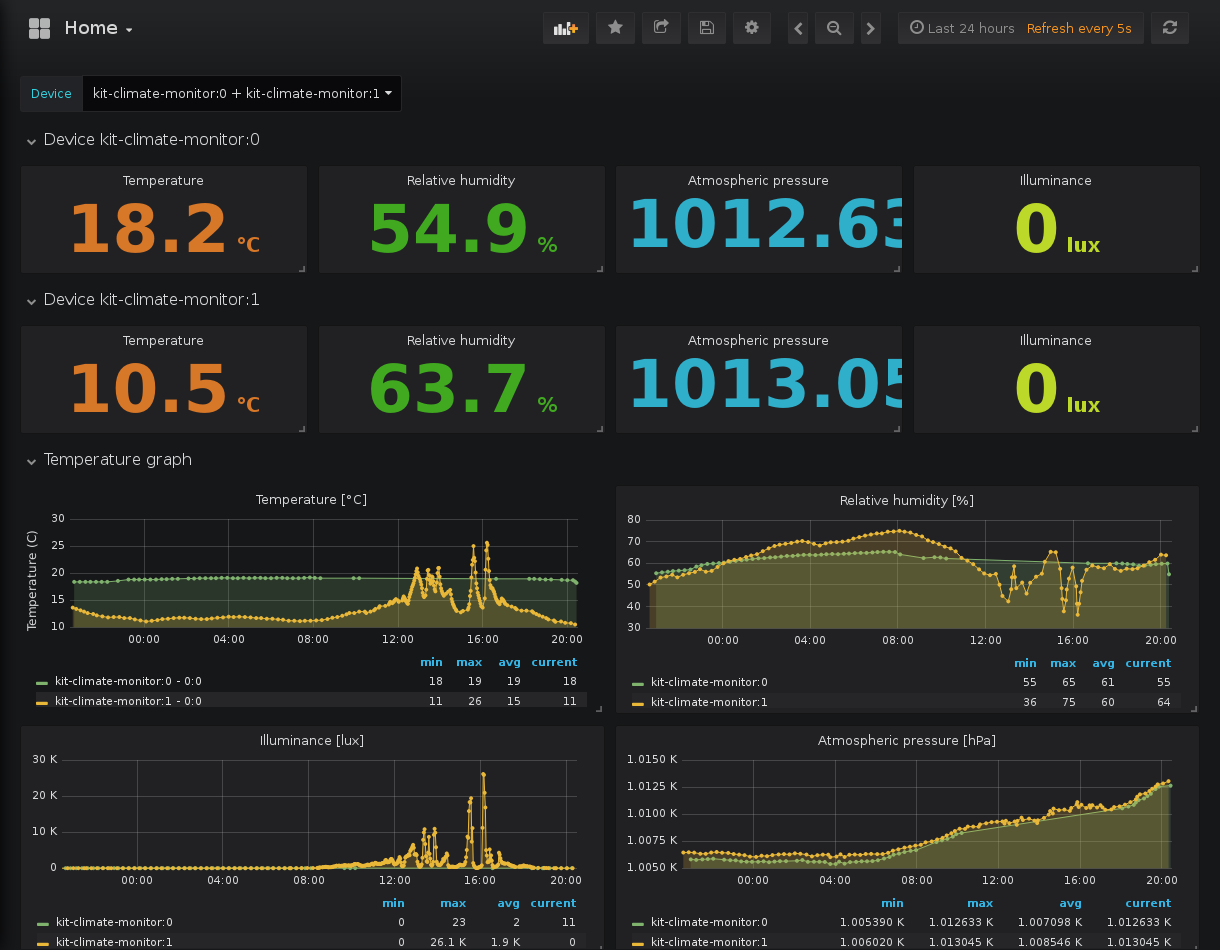 Home
Last 24 hours Refresh every 5s
Device kit-climate-monitor:0 + kit-climate-monitor:1
Device kit-climate-monitor:0
Temperature Relative humidity Atmospheric pressure Illuminance
18.2 °C 54.9 % 1012.63 0 lux
Device kit-climate-monitor:1
Temperature Relative humidity Atmospheric pressure Illuminance
10.5 °C 63.7 % 1013.05 0 lux
Temperature graph
Temperature [°C]
Temperature (C)
30
25
20
15
10
00:00 04:00 08:00 12:00 16:00 20:00
min max avg current
kit-climate-monitor:0 - 0:0 18 19 19 18
kit-climate-monitor:1 - 0:0 11 26 15 11
Relative humidity [%]
80
70
60
50
40
30
00:00 04:00 08:00 12:00 16:00 20:00
min max avg current
kit-climate-monitor:0 55 65 61 55
kit-climate-monitor:1 36 75 60 64
Illuminance [lux]
30 K
20 K
10 K
0
00:00 04:00 08:00 12:00 16:00 20:00
min max avg current
kit-climate-monitor:0 0 23 2 11
kit-climate-monitor:1 0 26.1 K 1.9 K 0
Atmospheric pressure [hPa]
1.0150 K
1.0125 K
1.0100 K
1.0075 K
1.0050 K
00:00 04:00 08:00 12:00 16:00 20:00
min max avg current
kit-climate-monitor:0 1.005390 K 1.012633 K 1.007098 K 1.012633 K
kit-climate-monitor:1 1.006020 K 1.013045 K 1.008546 K 1.013045 K